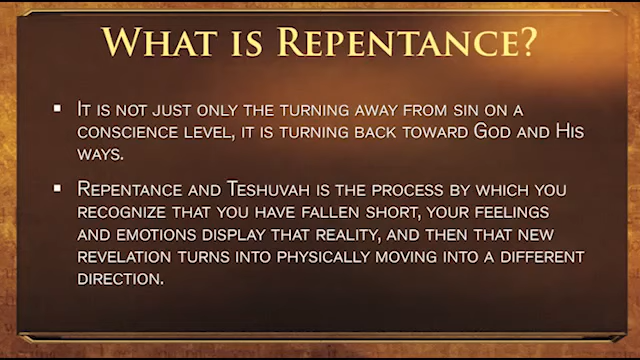 WHAT IS REPENTANCE?
▪ IT IS NOT JUST ONLY THE TURNING AWAY FROM SIN ON A
CONSCIENCE LEVEL, IT IS TURNING BACK TOWARD GOD AND HIS
WAYS.
▪ REPENTANCE AND TESHUVAH IS THE PROCESS BY WHICH YOU
RECOGNIZE THAT YOU HAVE FALLEN SHORT, YOUR FEELINGS
AND EMOTIONS DISPLAY THAT REALITY, AND THEN THAT NEW
REVELATION TURNS INTO PHYSICALLY MOVING INTO A DIFFERENT
DIRECTION.